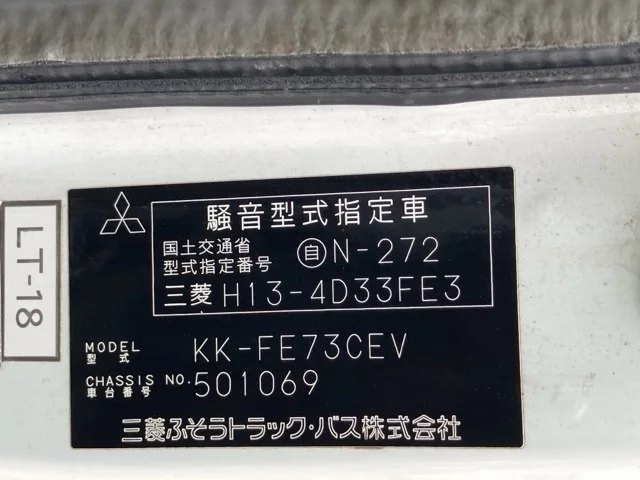 騒音型式指定車
国土交通省
型式指定番号
自N-272
三菱 H13-4D33FE3
MODEL
型式
KK-FE73CEV
CHASSIS NO.
車台番号
501069
三菱ふそうトラック・バス株式会社
LT-18